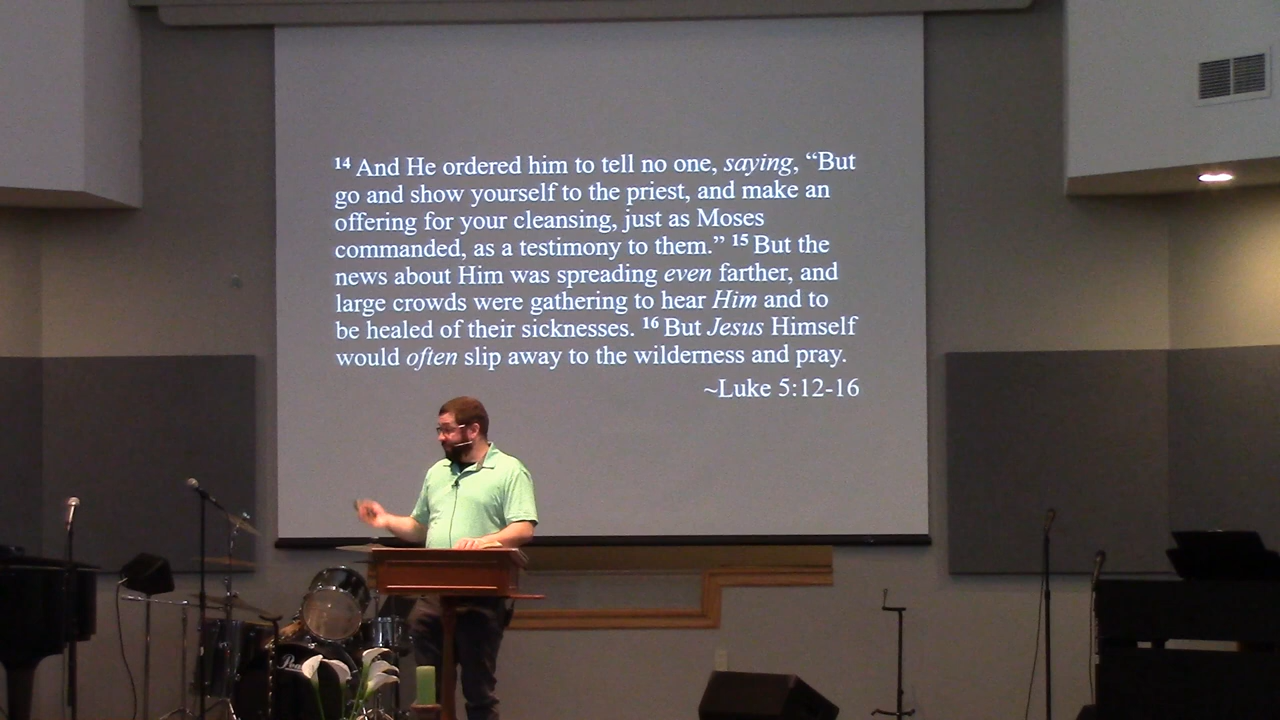 14 And He ordered him to tell no one, saying, “But
go and show yourself to the priest, and make an
offering for your cleansing, just as Moses
commanded, as a testimony to them.” 15 But the
news about Him was spreading even farther, and
large crowds were gathering to hear Him and to
be healed of their sicknesses. 16 But Jesus Himself
would often slip away to the wilderness and pray.
~Luke 5:12-16